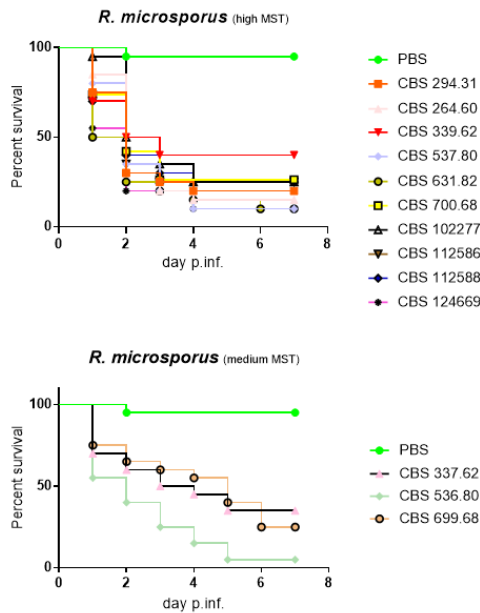 R. microsporus (high MST)
Percent survival
100
50
0
0 2 4 6 8
day p.inf.
PBS
CBS 294.31
CBS 264.60
CBS 339.62
CBS 537.80
CBS 631.82
CBS 700.68
CBS 102277
CBS 112586
CBS 112588
CBS 124669
R. microsporus (medium MST)
Percent survival
100
50
0
0 2 4 6 8
day p.inf.
PBS
CBS 337.62
CBS 536.80
CBS 699.68